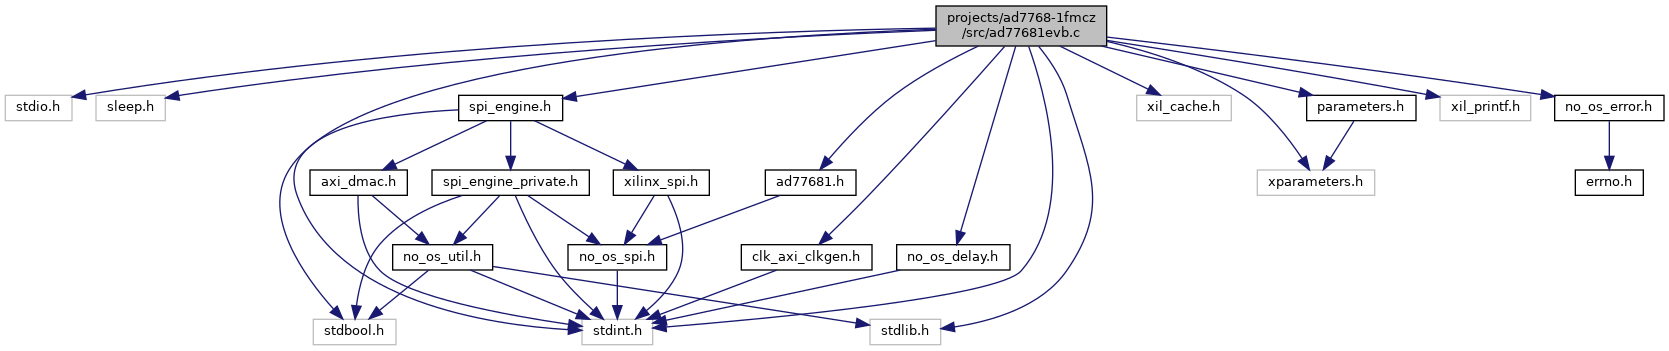 projects/ad7768-1fmcz
/src/ad77681evb.c
stdio.h
sleep.h
spi_engine.h
xil_cache.h
parameters.h
xil_printf.h
no_os_error.h
axi_dmac.h
spi_engine_private.h
xilinx_spi.h
ad77681.h
xparameters.h
errno.h
no_os_util.h
no_os_spi.h
clk_axi_clkgen.h
no_os_delay.h
stdbool.h
stdint.h
stdlib.h